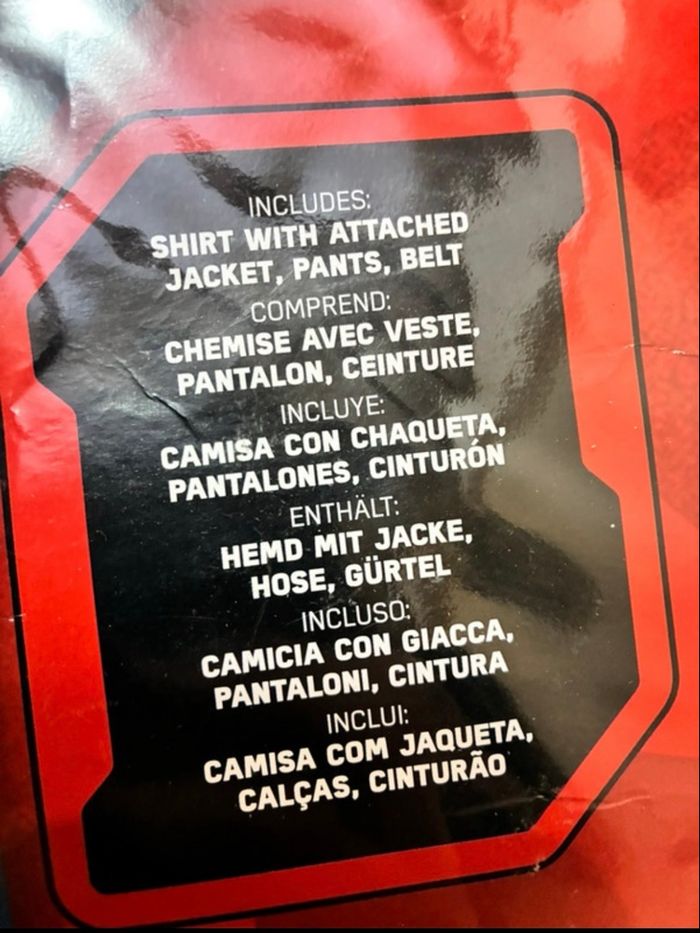 INCLUDES:
SHIRT WITH ATTACHED
JACKET, PANTS, BELT
COMPREND:
CHEMISE AVEC VESTE,
PANTALON, CEINTURE
INCLUYE:
CAMISA CON CHAQUETA,
PANTALONES, CINTURÓN
ENTHÄLT:
HEMD MIT JACKE,
HOSE, GÜRTEL
INCLUSO:
CAMICIA CON GIACCA,
PANTALONI, CINTURA
INCLUI:
CAMISA COM JAQUETA,
CALÇAS, CINTURÃO